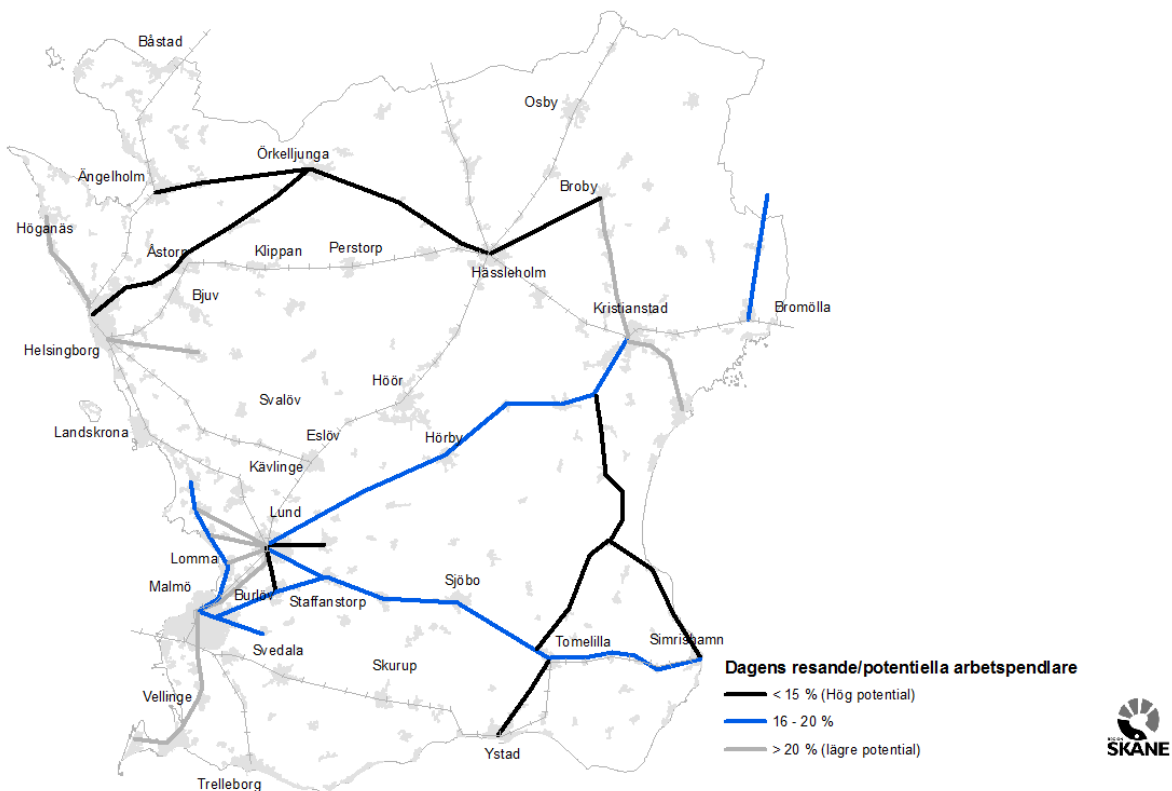 Båstad
Osby
Örkelljunga
Ängelholm
Broby
Höganäs
Åstorp
Klippan
Perstorp
Hässleholm
Bjuv
Kristianstad
Bromölla
Helsingborg
Höör
Svalöv
Landskrona
Eslöv
Hörby
Kävlinge
Lund
Lomma
Malmö
Burlöv
Staffanstorp
Sjöbo
Tomelilla
Simrishamn
Svedala
Skurup
Vellinge
Ystad
Trelleborg
Dagens resande/potentiella arbetspendlare
< 15 % (Hög potential)
16 - 20 %
> 20 % (lägre potential)
REGION
SKÅNE